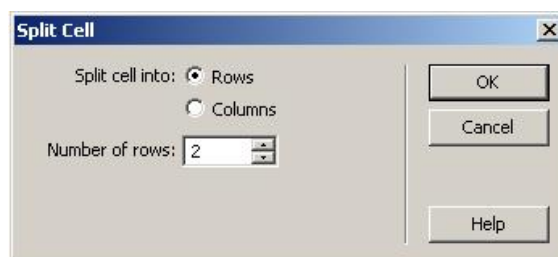 Split Cell
Split cell into: Rows
Columns
Number of rows: 2
OK
Cancel
Help